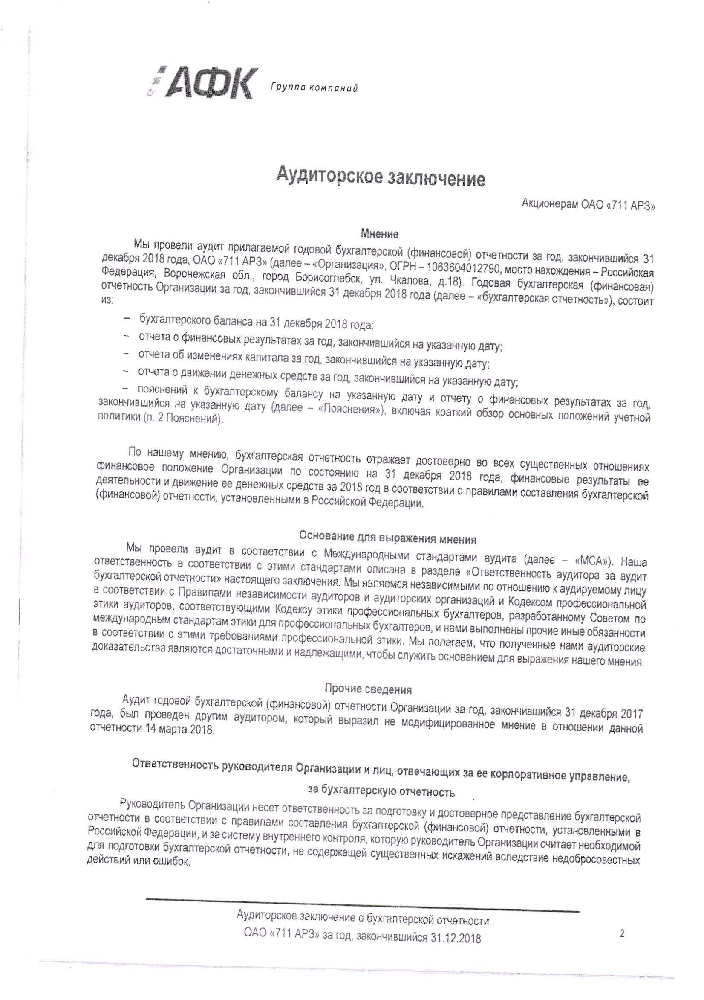 АФК Группа компаний
Аудиторское заключение
Акционерам ОАО «711 АРЗ»
Мнение
Мы провели аудит прилагаемой годовой бухгалтерской (финансовой) отчетности за год, закончившийся 31
декабря 2018 года, ОАО «711 АРЗ» (далее – «Организация», ОГРН – 1063604012790, место нахождения – Российская
Федерация, Воронежская обл., город Борисоглебск, ул. Чкалова, д.18). Годовая бухгалтерская (финансовая)
отчетность Организации за год, закончившийся 31 декабря 2018 года (далее – «бухгалтерская отчетность»), состоит
из:
– бухгалтерского баланса на 31 декабря 2018 года;
– отчета о финансовых результатах за год, закончившийся на указанную дату;
– отчета об изменениях капитала за год, закончившийся на указанную дату;
– отчета о движении денежных средств за год, закончившийся на указанную дату;
– пояснений к бухгалтерскому балансу на указанную дату и отчету о финансовых результатах за год,
закончившийся на указанную дату (далее – «Пояснения»), включая краткий обзор основных положений учетной
политики (п. 2 Пояснений).
По нашему мнению, бухгалтерская отчетность отражает достоверно во всех существенных отношениях
финансовое положение Организации по состоянию на 31 декабря 2018 года, финансовые результаты ее
деятельности и движение ее денежных средств за 2018 год в соответствии с правилами составления бухгалтерской
(финансовой) отчетности, установленными в Российской Федерации.
Основание для выражения мнения
Мы провели аудит в соответствии с Международными стандартами аудита (далее – «МСА»). Наша
ответственность в соответствии с этими стандартами описана в разделе «Ответственность аудитора за аудит
бухгалтерской отчетности» настоящего заключения. Мы являемся независимыми по отношению к аудируемому лицу
в соответствии с Правилами независимости аудиторов и аудиторских организаций и Кодексом профессиональной
этики аудиторов, соответствующими Кодексу этики профессиональных бухгалтеров, разработанному Советом по
международным стандартам этики для профессиональных бухгалтеров, и нами выполнены прочие иные обязанности
в соответствии с этими требованиями профессиональной этики. Мы полагаем, что полученные нами аудиторские
доказательства являются достаточными и надлежащими, чтобы служить основанием для выражения нашего мнения.
Прочие сведения
Аудит годовой бухгалтерской (финансовой) отчетности Организации за год, закончившийся 31 декабря 2017
года, был проведен другим аудитором, который выразил не модифицированное мнение в отношении данной
отчетности 14 марта 2018.
Ответственность руководителя Организации и лиц, отвечающих за ее корпоративное управление,
за бухгалтерскую отчетность
Руководитель Организации несет ответственность за подготовку и достоверное представление бухгалтерской
отчетности в соответствии с правилами составления бухгалтерской (финансовой) отчетности, установленными в
Российской Федерации, и за систему внутреннего контроля, которую руководитель Организации считает необходимой
для подготовки бухгалтерской отчетности, не содержащей существенных искажений вследствие недобросовестных
действий или ошибок.
Аудиторское заключение о бухгалтерской отчетности
ОАО «711 АРЗ» за год, закончившийся 31.12.2018
2